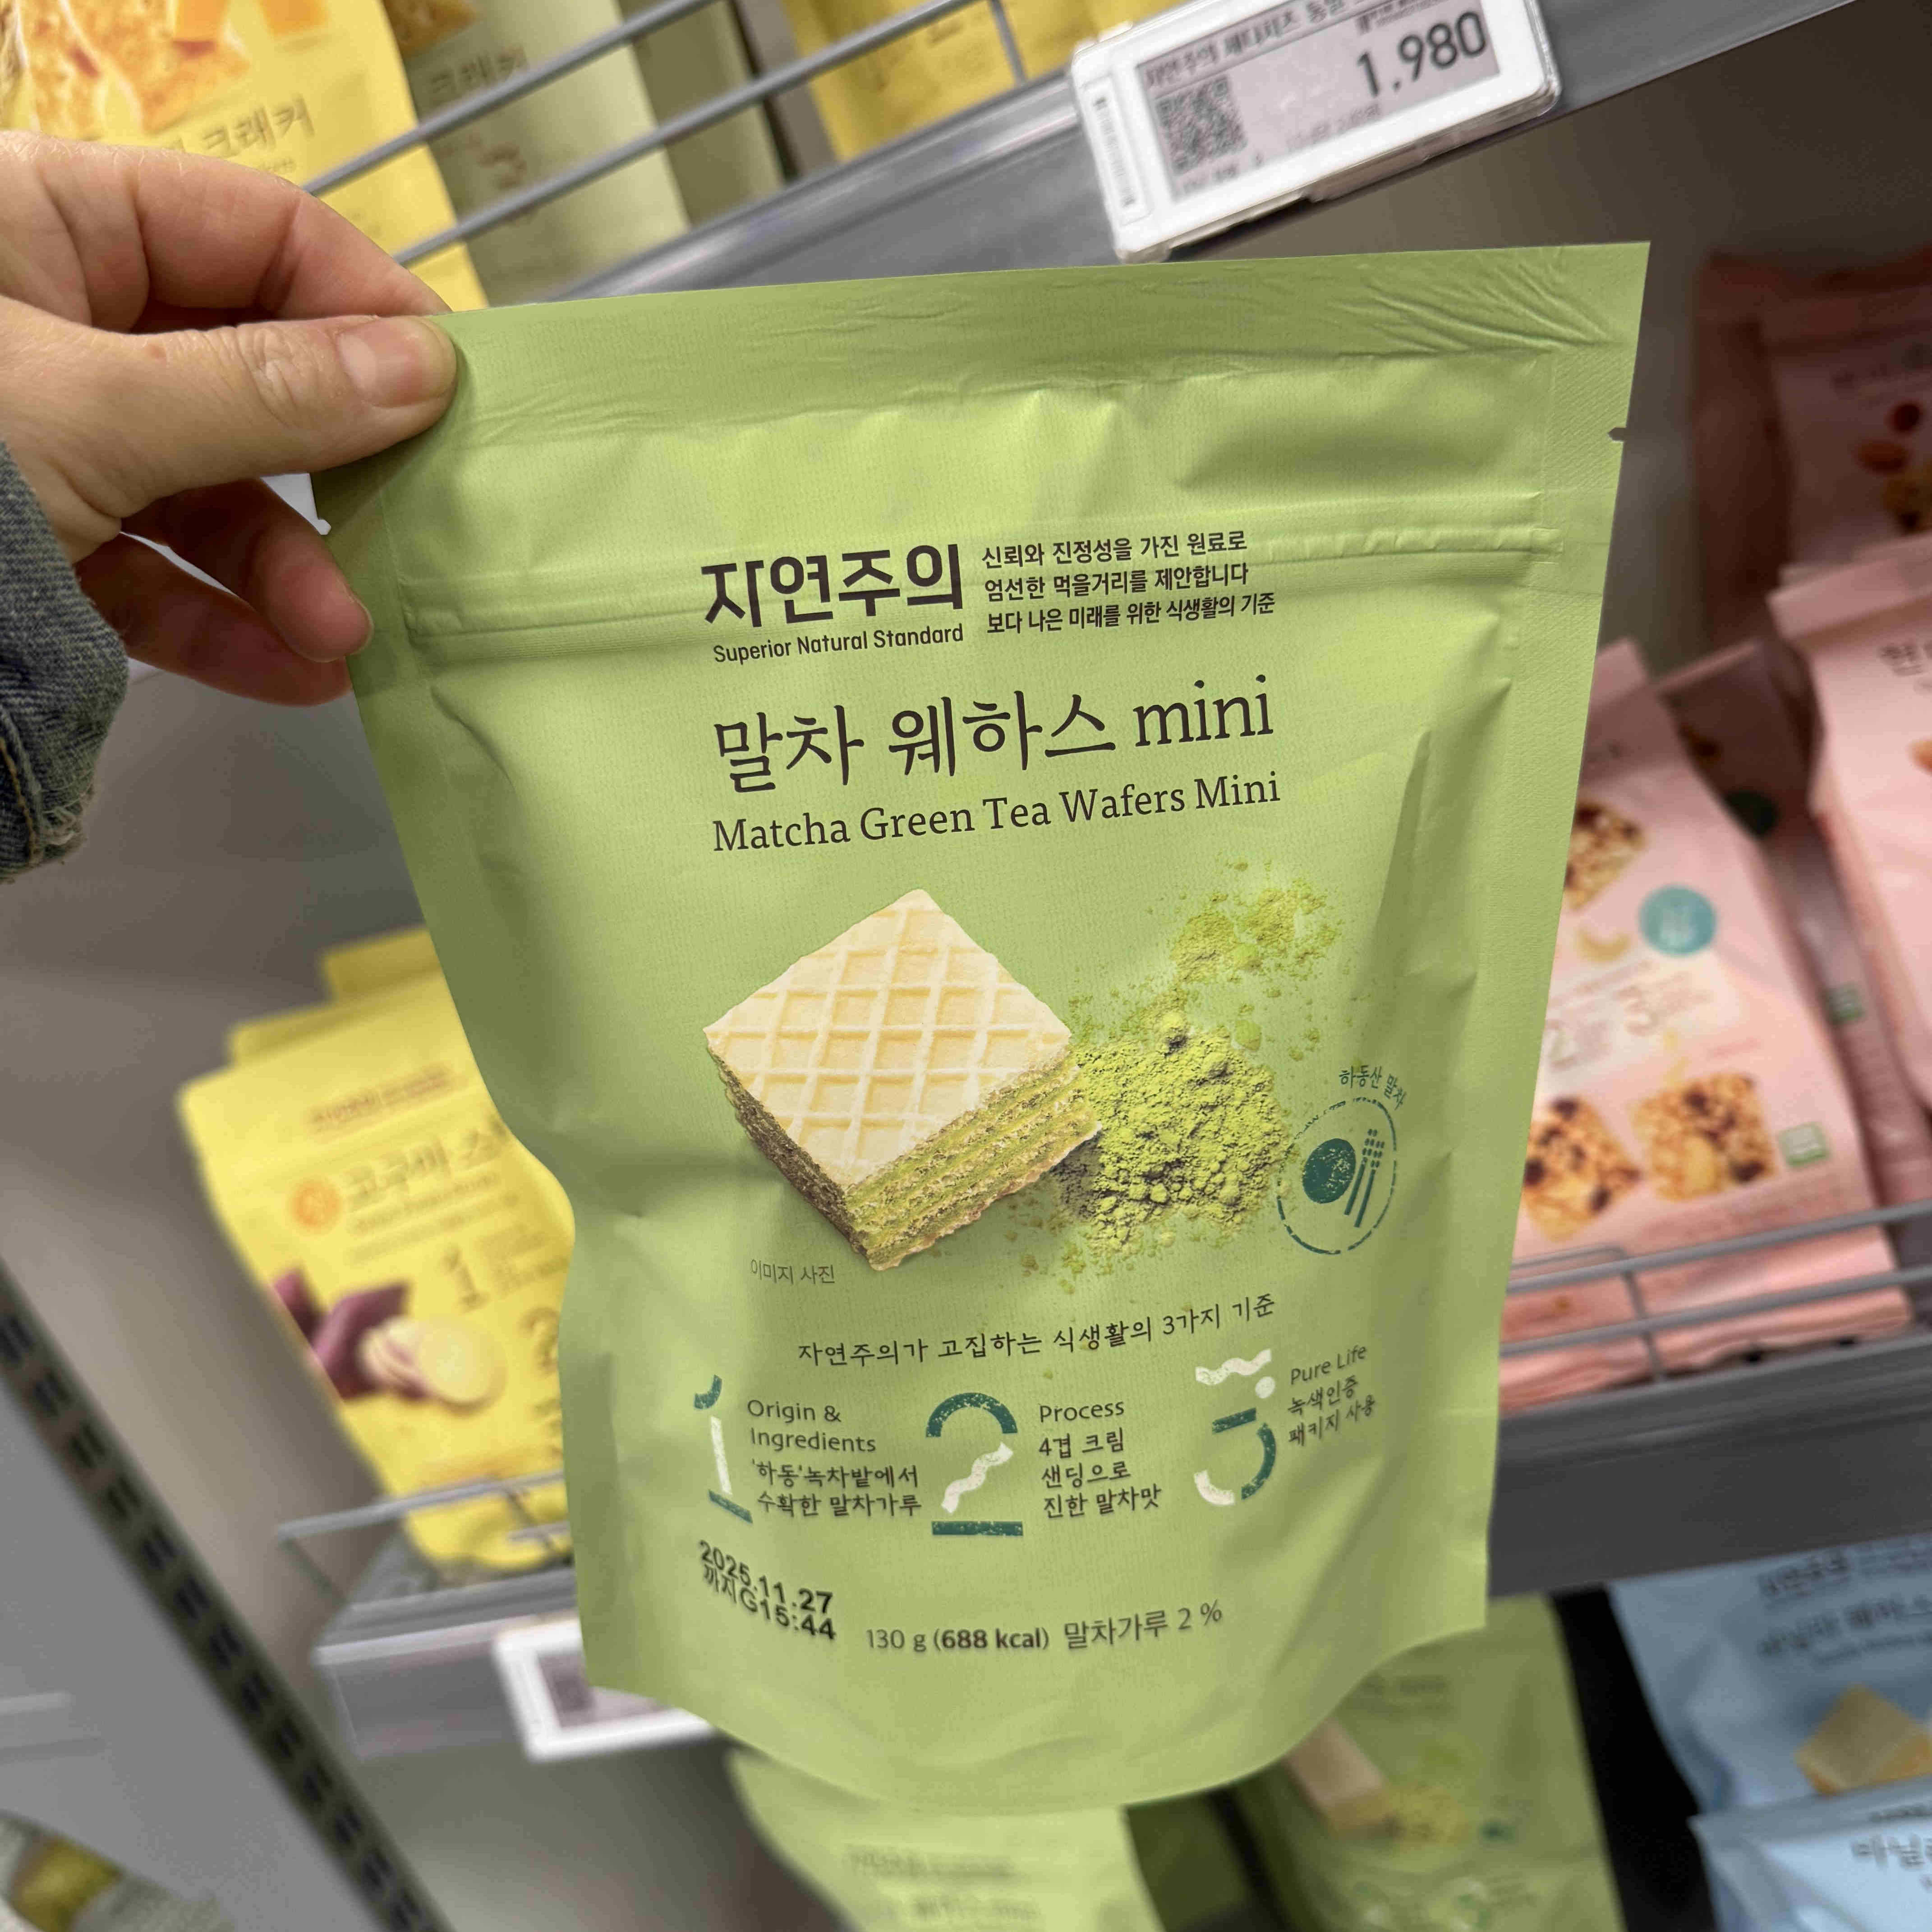 크래커
크래커
1,980
자연주의
Superior Natural Standard
신뢰와 진정성을 가진 원료로
엄선한 먹을거리를 제안합니다
보다 나은 미래를 위한 식생활의 기준
말차 웨하스 mini
Matcha Green Tea Wafers Mini
하동산 말차
이미지 사진
자연주의가 고집하는 식생활의 3가지 기준
1
Origin &
Ingredients
'하동'녹차밭에서
수확한 말차가루
2
Process
4겹 크림
샌딩으로
진한 말차맛
3
Pure Life
녹색인증
패키지 사용
2025.11.27
까지G15:44
130 g (688 kcal) 말차가루 2 %